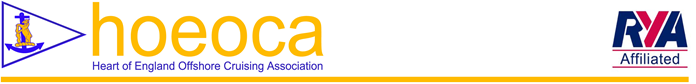 hoeoca
Heart of England Offshore Cruising Association
RYA
Affiliated